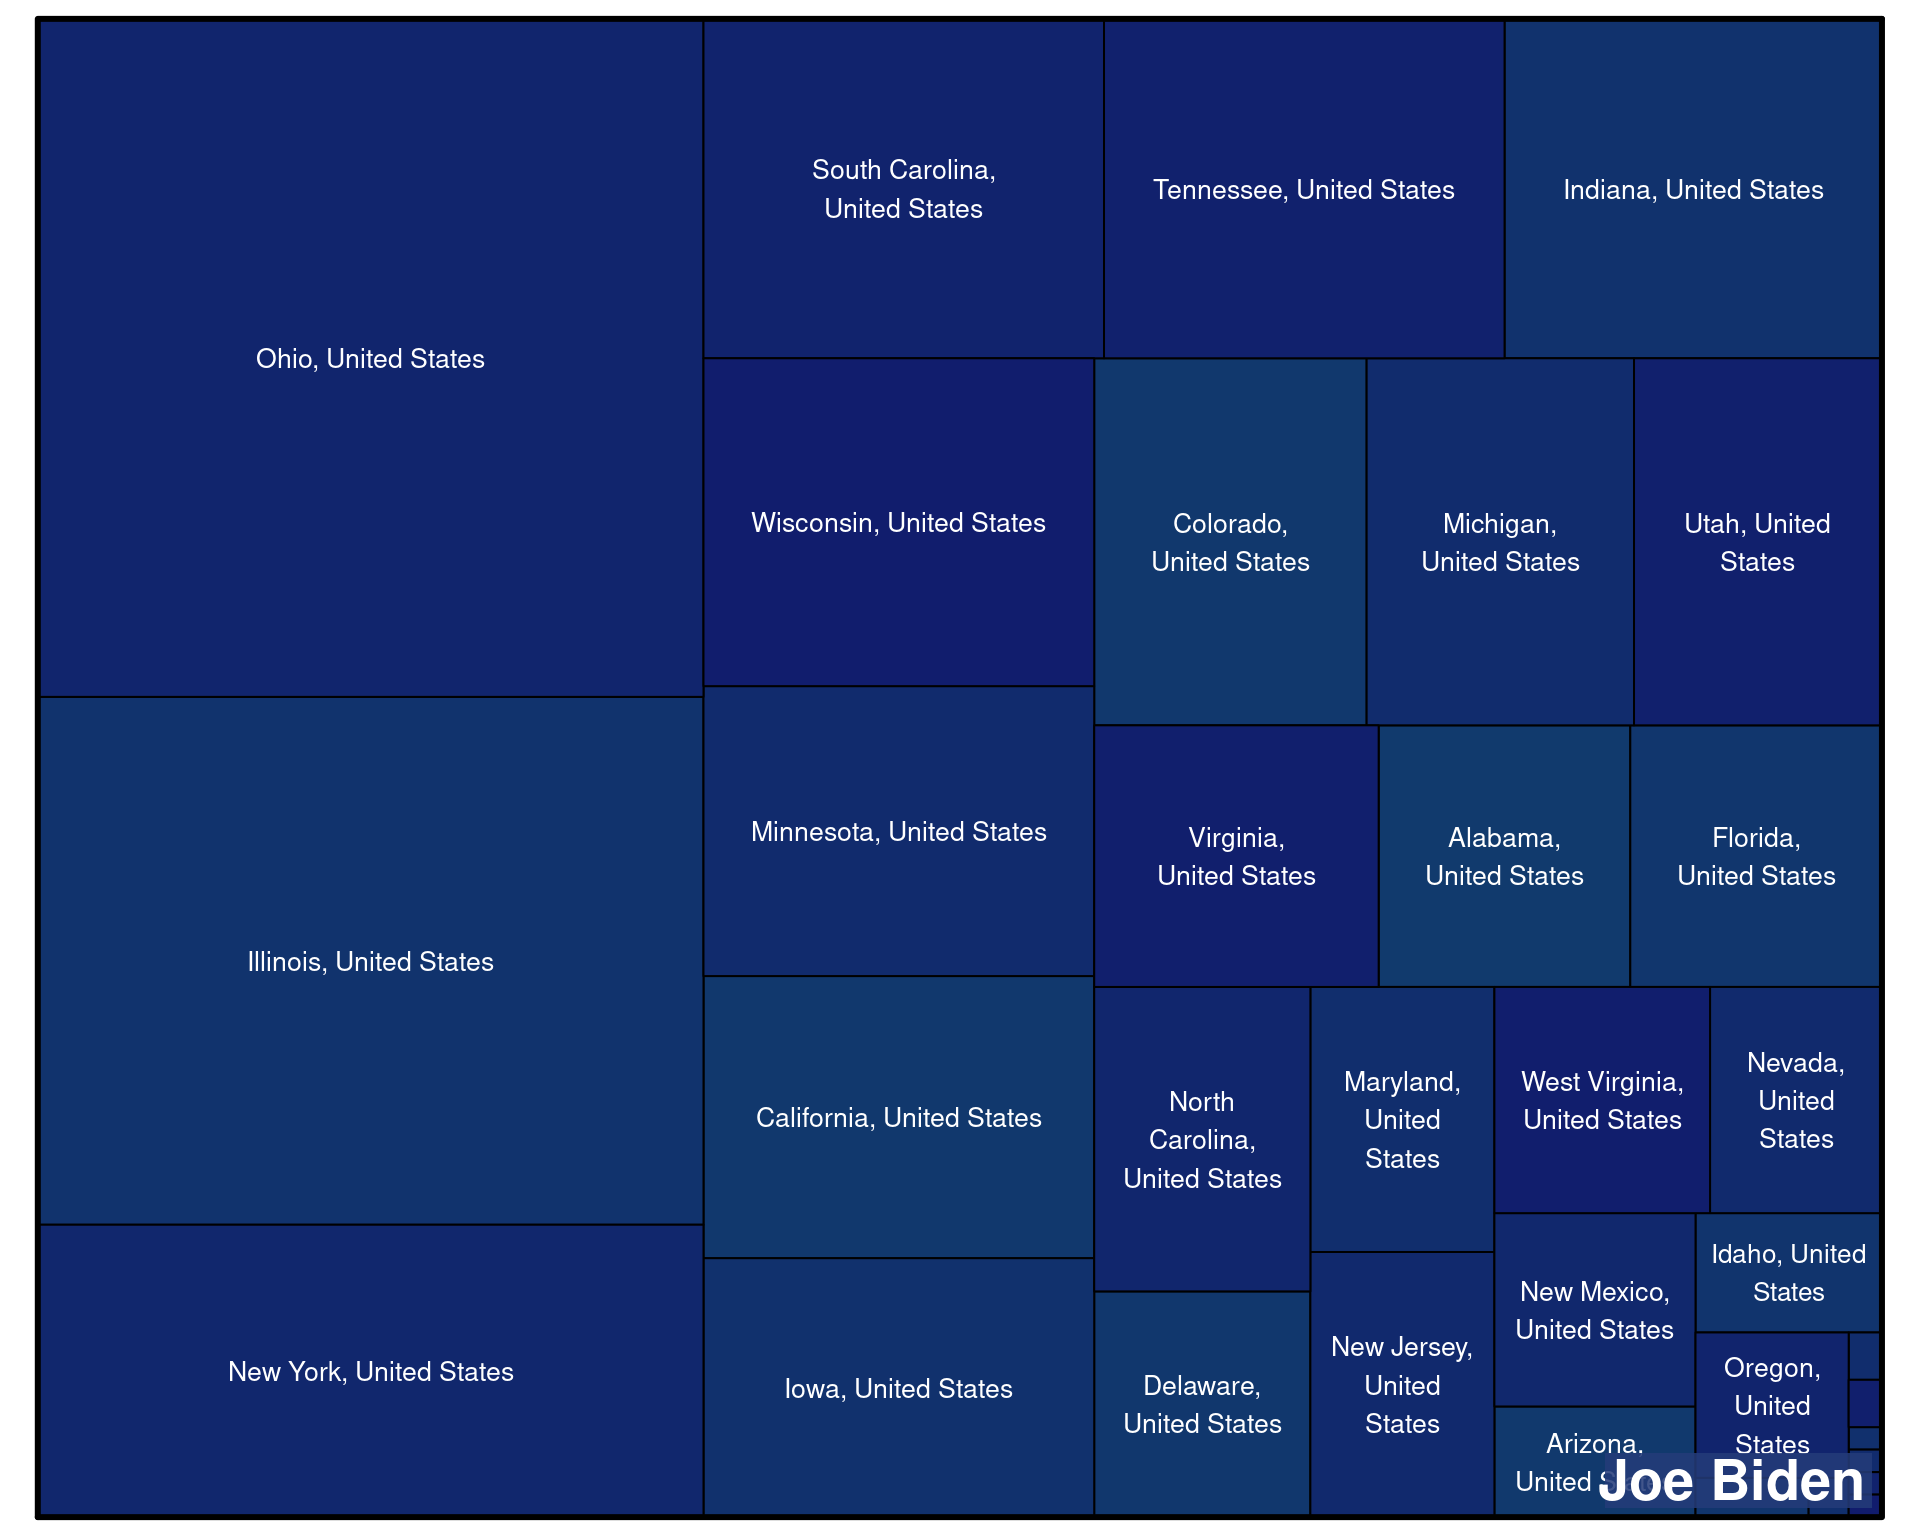 Ohio, United States
South Carolina,
United States
Tennessee, United States
Indiana, United States
Wisconsin, United States
Colorado,
United States
Michigan,
United States
Utah, United
States
Illinois, United States
Minnesota, United States
Virginia,
United States
Alabama,
United States
Florida,
United States
California, United States
North
Carolina,
United States
Maryland,
United
States
West Virginia,
United States
Nevada,
United
States
New York, United States
Iowa, United States
Delaware,
United States
New Jersey,
United
States
New Mexico,
United States
Idaho, United
States
Oregon,
United
States
Arizona,
United
Joe Biden